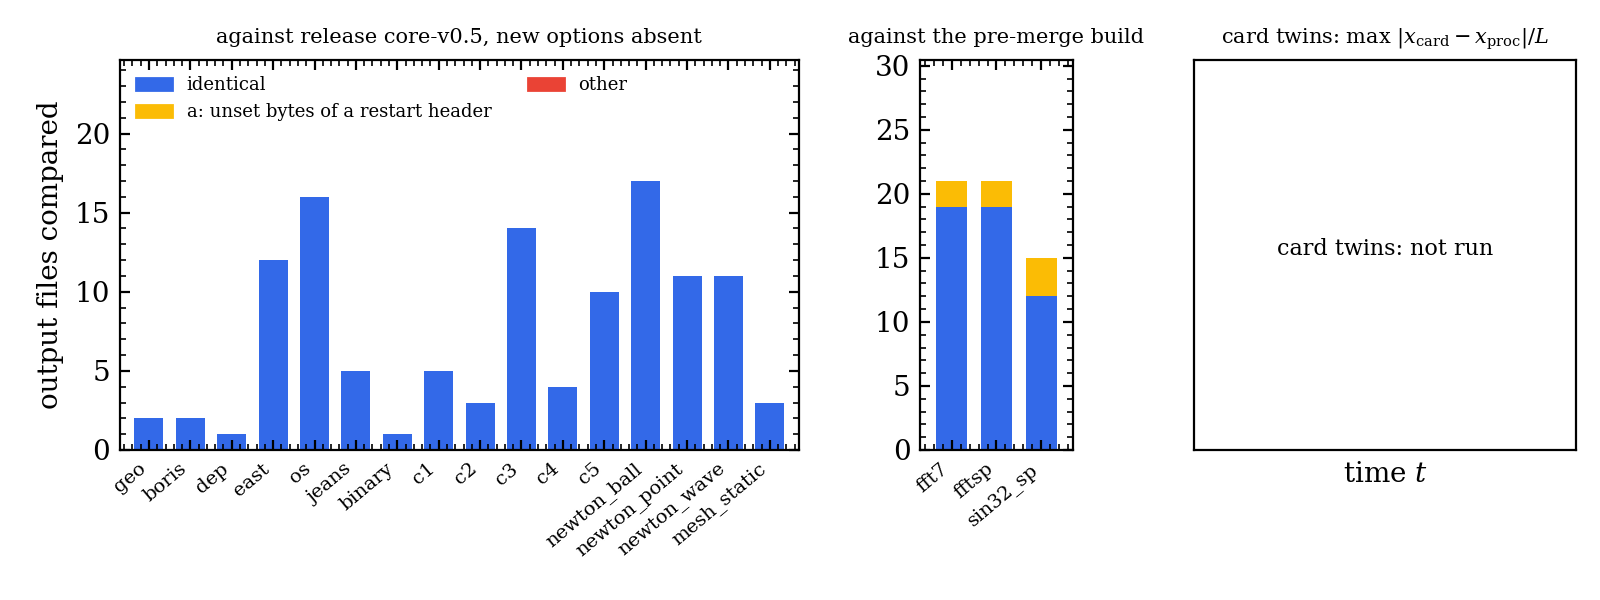 against release core-v0.5, new options absent
against the pre-merge build
card twins: max |x_card − x_proc|/L
identical
a: unset bytes of a restart header
other
output files compared
20
15
10
5
0
geo
boris
dep
east
os
jeans
binary
c1
c2
c3
c4
c5
newton_ball
newton_point
newton_wave
mesh_static
30
25
20
15
10
5
0
fft7
fftsp
sin32_sp
card twins: not run
time t